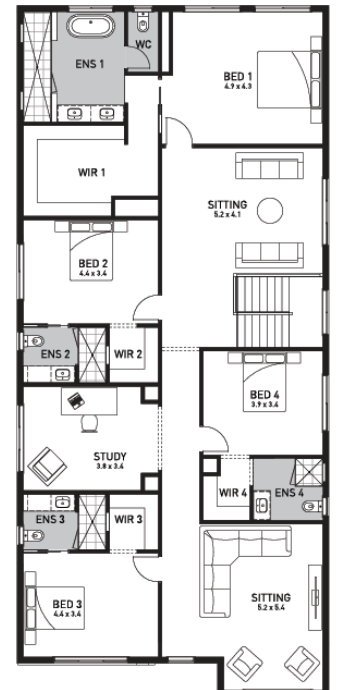 WC
ENS 1
BED 1
4.9 x 4.3
WIR 1
SITTING
5.2 x 4.1
BED 2
4.4 x 3.4
ENS 2
WIR 2
BED 4
3.9 x 3.4
STUDY
3.8 x 3.4
WIR 4
ENS 4
ENS 3
WIR 3
BED 3
4.4 x 3.4
SITTING
5.2 x 5.4